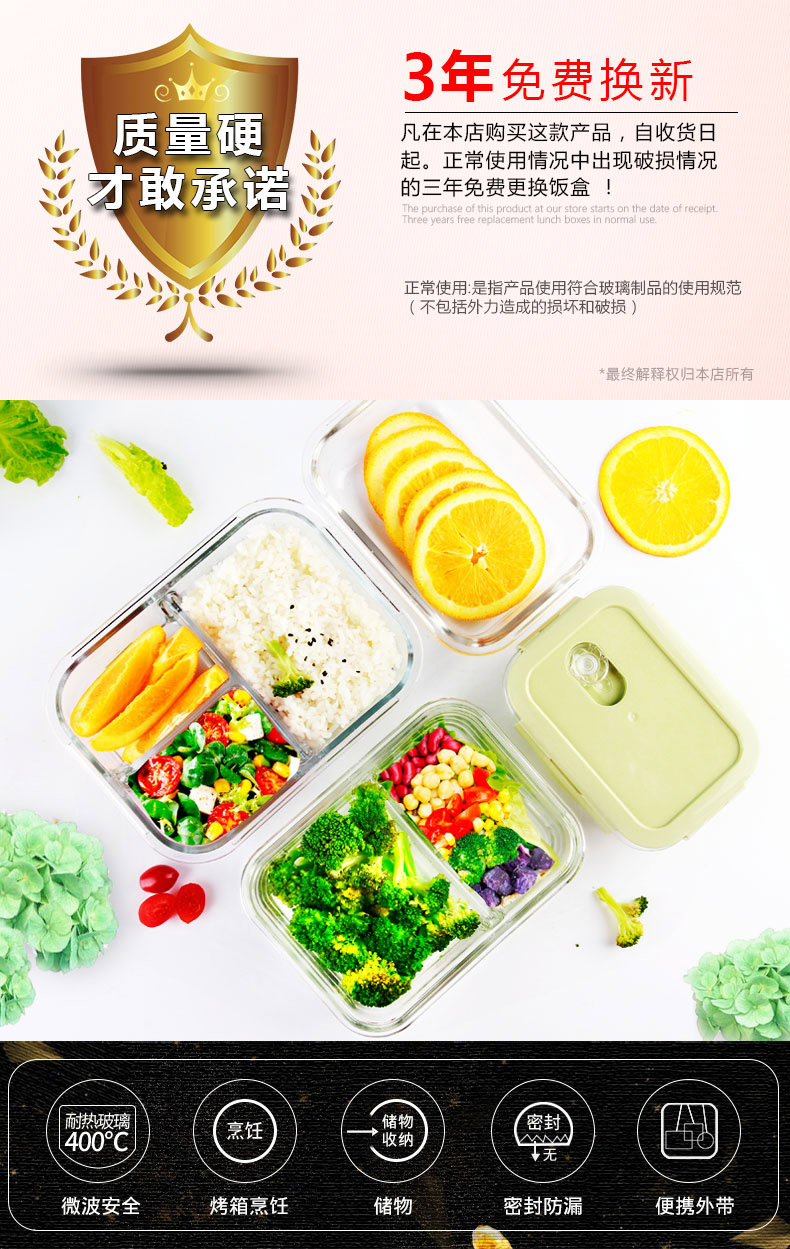 质量硬
才敢承诺
3年免费换新
凡在本店购买这款产品，自收货日
起。正常使用情况中出现破损情况
的三年免费更换饭盒 ！
The purchase of this product at our store starts on the date of receipt.
Three years free replacement lunch boxes in normal use.
正常使用:是指产品使用符合玻璃制品的使用规范
（不包括外力造成的损坏和破损）
*最终解释权归本店所有
耐热玻璃
400℃
烹饪
储物
收纳
密封
无
微波安全
烤箱烹饪
储物
密封防漏
便携外带